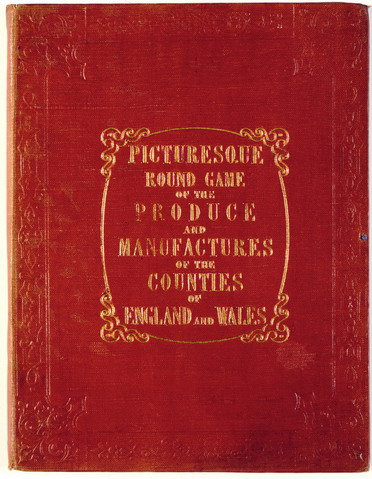 PICTURESQUE
ROUND GAME
OF THE
PRODUCE
AND
MANUFACTURES
OF THE
COUNTIES
OF
ENGLAND AND WALES